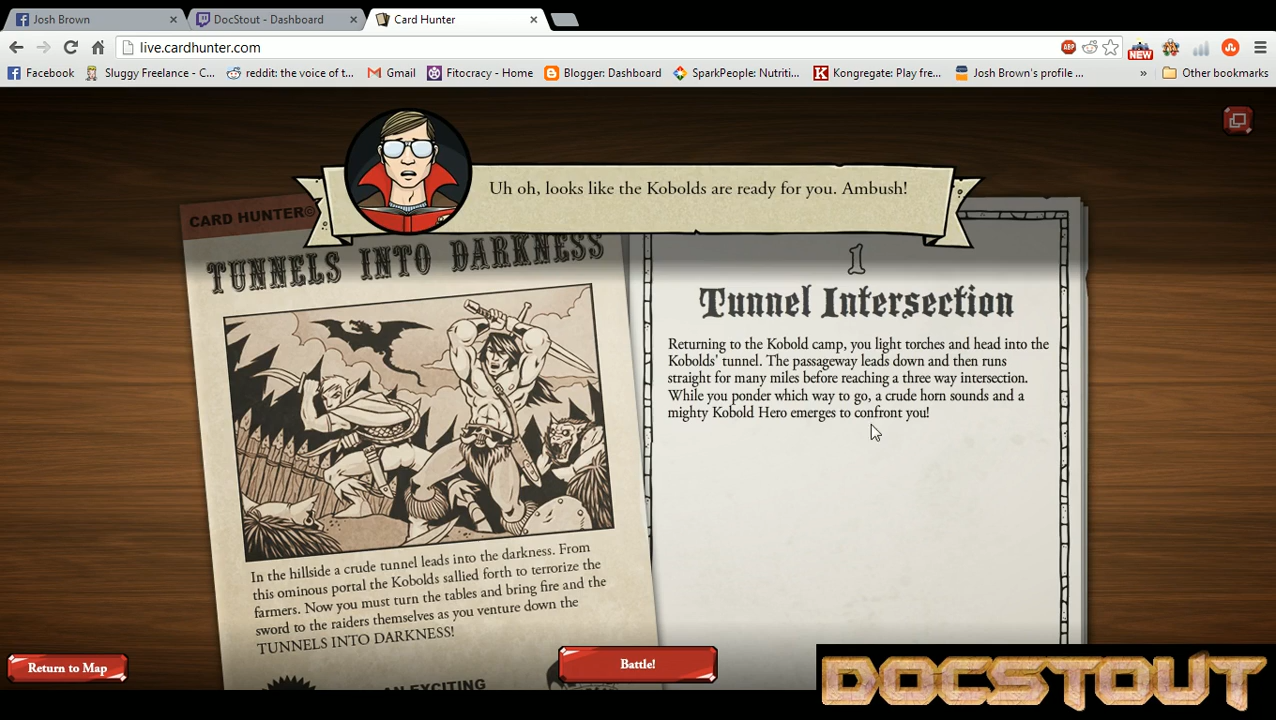 Josh Brown
DocStout - Dashboard
Card Hunter
live.cardhunter.com
ABP
NEW
Facebook
Sluggy Freelance - C...
reddit: the voice of t...
Gmail
Fitocracy - Home
Blogger: Dashboard
SparkPeople: Nutriti...
Kongregate: Play fre...
Josh Brown's profile ...
»
Other bookmarks
Uh oh, looks like the Kobolds are ready for you. Ambush!
CARD HUNTER©
TUNNELS INTO DARKNESS
In the hillside a crude tunnel leads into the darkness. From
this ominous portal the Kobolds sallied forth to terrorize the
farmers. Now you must turn the tables and bring fire and the
sword to the raiders themselves as you venture down the
TUNNELS INTO DARKNESS!
AN EXCITING
1
Tunnel Intersection
Returning to the Kobold camp, you light torches and head into the
Kobolds' tunnel. The passageway leads down and then runs
straight for many miles before reaching a three way intersection.
While you ponder which way to go, a crude horn sounds and a
mighty Kobold Hero emerges to confront you!
Return to Map
Battle!
DOCSTOUT